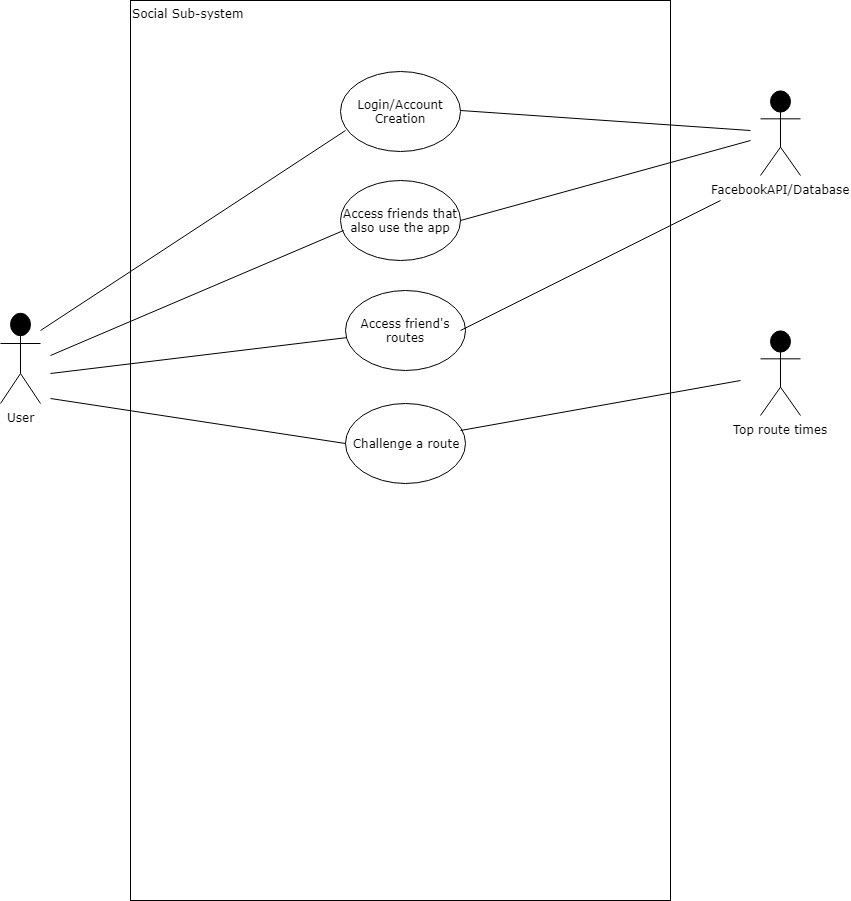 Social Sub-system
Login/Account
Creation
FacebookAPI/Database
Access friends that
also use the app
Access friend's
routes
User
Top route times
Challenge a route